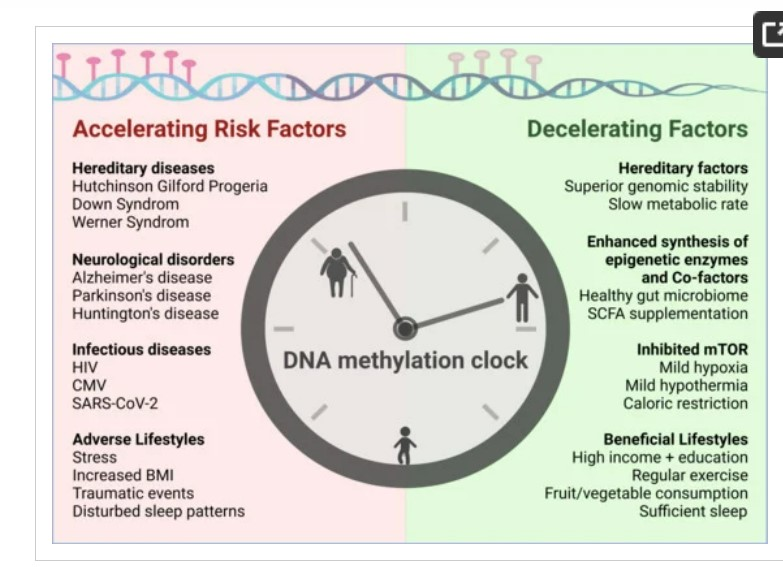 Accelerating Risk Factors
Hereditary diseases
Hutchinson Gilford Progeria
Down Syndrom
Werner Syndrom
Neurological disorders
Alzheimer's disease
Parkinson's disease
Huntington's disease
Infectious diseases
HIV
CMV
SARS-CoV-2
Adverse Lifestyles
Stress
Increased BMI
Traumatic events
Disturbed sleep patterns
DNA methylation clock
Decelerating Factors
Hereditary factors
Superior genomic stability
Slow metabolic rate
Enhanced synthesis of
epigenetic enzymes
and Co-factors
Healthy gut microbiome
SCFA supplementation
Inhibited mTOR
Mild hypoxia
Mild hypothermia
Caloric restriction
Beneficial Lifestyles
High income + education
Regular exercise
Fruit/vegetable consumption
Sufficient sleep